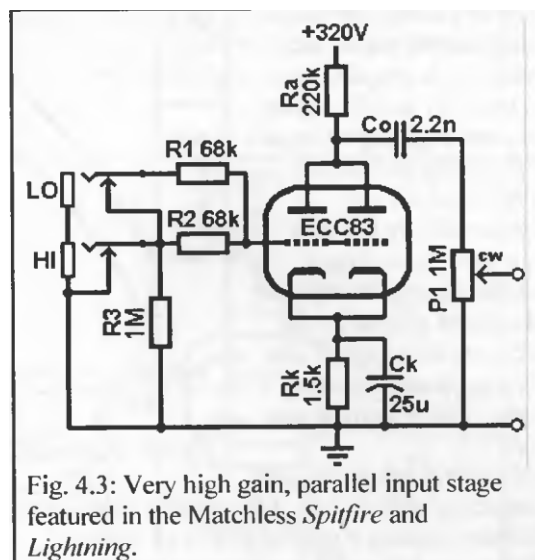 +320V
Ra
220k
Co 2.2n
R1 68k
LO
R2 68k
ECC83
HI
cw
P1 1M
R3
1M
Rk
1.5k
Ck
25u
Fig. 4.3: Very high gain, parallel input stage
featured in the Matchless Spitfire and
Lightning.